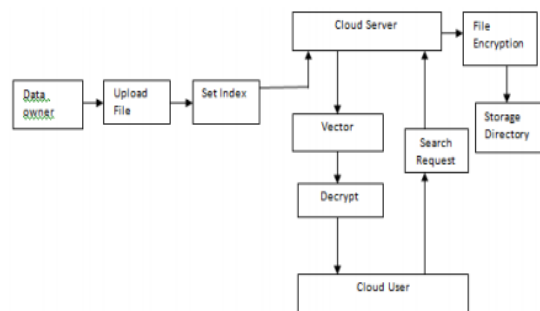 Cloud Server
File
Encryption
Data
owner
Upload
File
Set Index
Vector
Search
Request
Storage
Directory
Decrypt
Cloud User